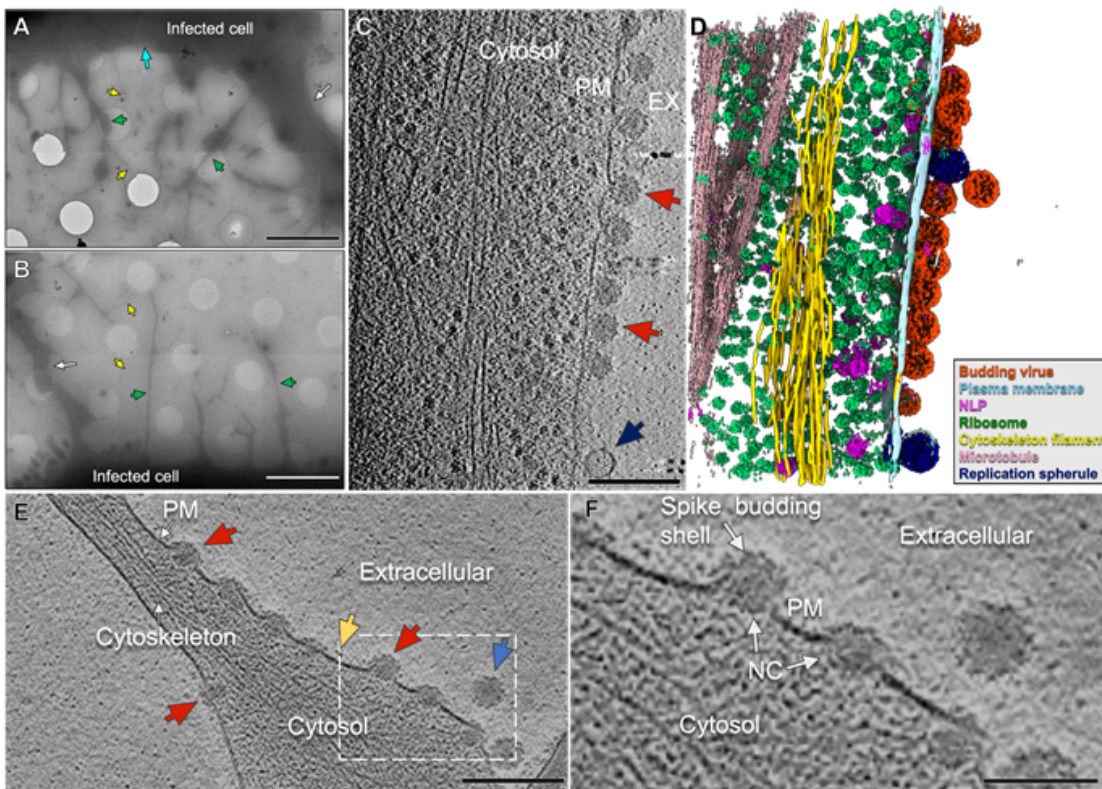 A
Infected cell
B
Infected cell
C
Cytosol
PM
EX
D
Budding virus
Plasma membrane
NLP
Ribosome
Cytoskeleton filament
Microtobule
Replication spherule
E
PM
Extracellular
Cytoskeleton
Cytosol
F
Spike budding
shell
Extracellular
PM
NC
Cytosol